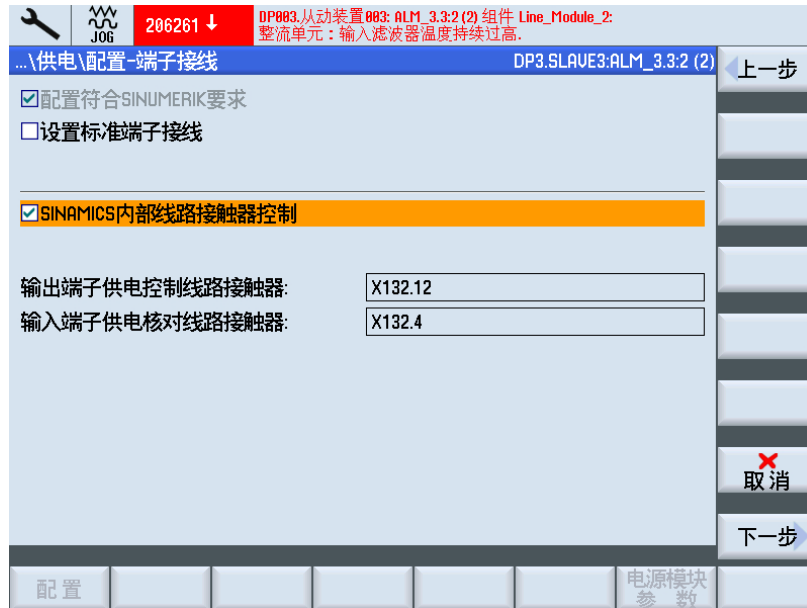 JOG
206261
DP003.从动装置003: ALM_3.3:2 (2) 组件 Line_Module_2:
整流单元：输入滤波器温度持续过高.
...\供电\配置-端子接线
DP3.SLAVE3:ALM_3.3:2 (2)
上一步
配置符合SINUMERIK要求
设置标准端子接线
SINAMICS内部线路接触器控制
输出端子供电控制线路接触器:
X132.12
输入端子供电核对线路接触器:
X132.4
取消
下一步
配置
电源模块
参 数